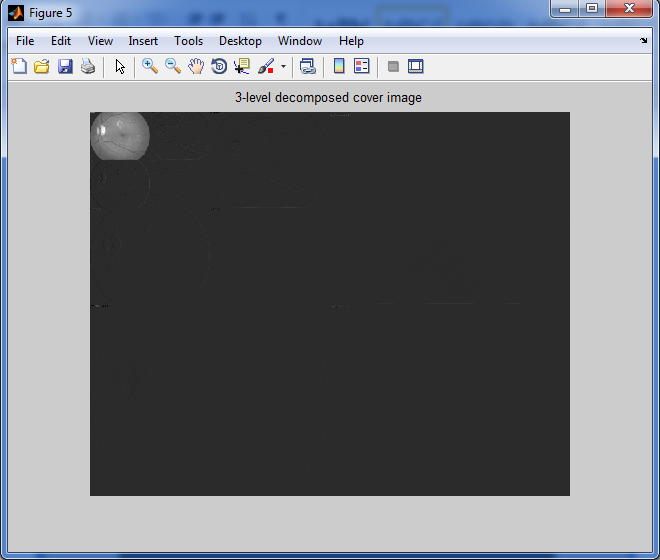 Figure 5
File Edit View Insert Tools Desktop Window Help
3-level decomposed cover image